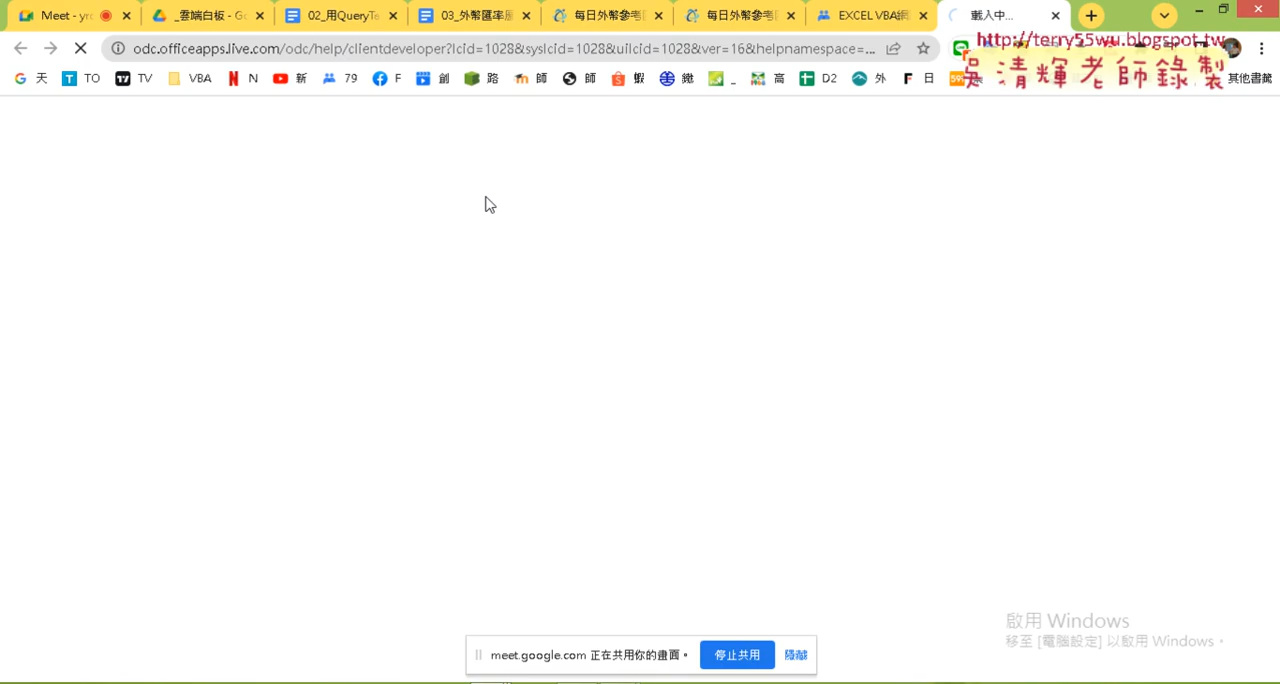 Meet - yro
_雲端白板 - Go
02_用QueryTa
03_外幣匯率歷
每日外幣參考
每日外幣參考
EXCEL VBA網
載入中...
odc.officeapps.live.com/odc/help/clientdeveloper?lcid=1028&syslcid=1028&uilcid=1028&ver=16&helpnamespace=...
http://terry55wu.blogspot.tw
吳清輝老師錄製
天 TO TV VBA N 新 79 F 創 路 師 師 蝦 _ 高 D2 外 日 其他書籤
啟用 Windows
移至 [電腦設定] 以啟用 Windows。
meet.google.com 正在共用你的畫面。 停止共用 隱藏